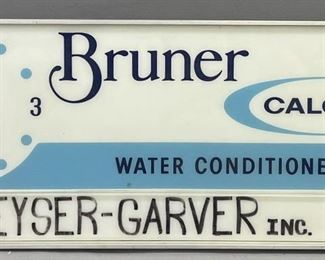 Bruner
3
CALG
WATER CONDITIONE
EYSER-GARVER INC.